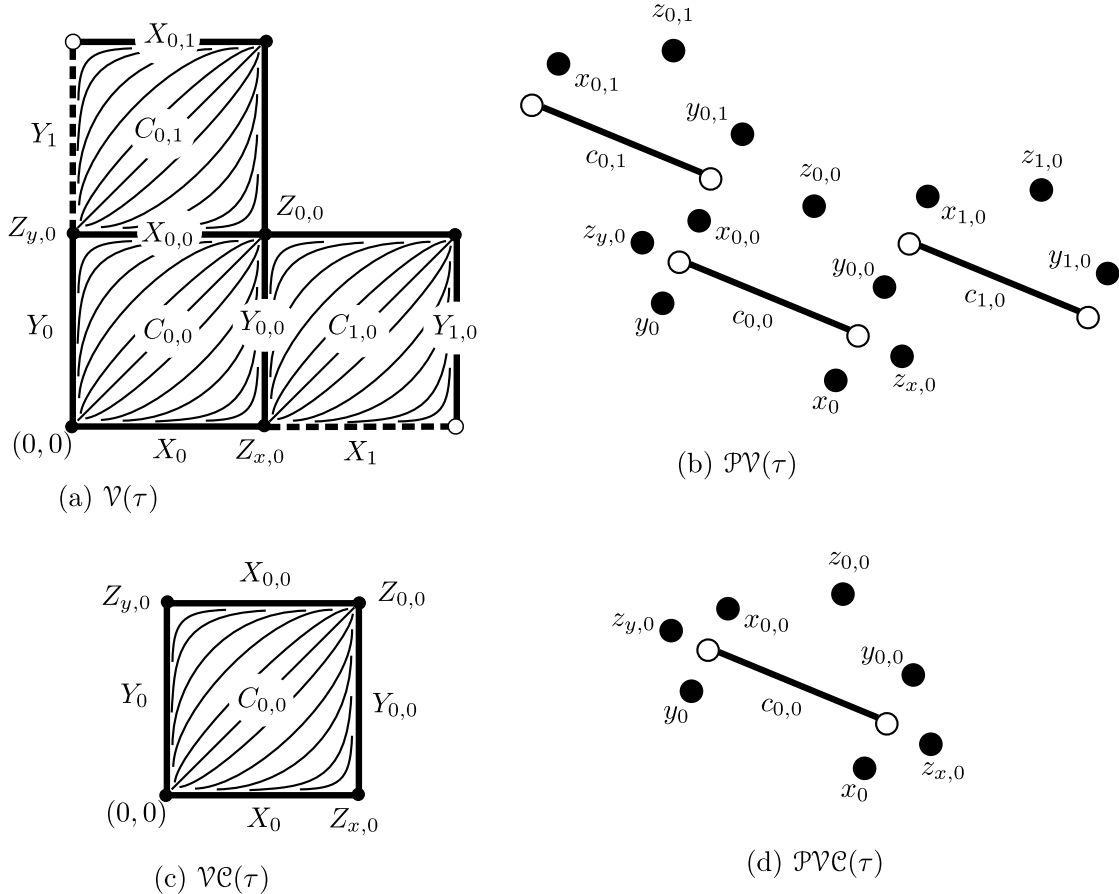 X_{0,1}
Y_1
C_{0,1}
Z_{y,0}
X_{0,0}
Z_{0,0}
Y_0
C_{0,0}
Y_{0,0}
C_{1,0}
Y_{1,0}
(0,0)
X_0
Z_{x,0}
X_1
(a) 𝒱(τ)
z_{0,1}
x_{0,1}
y_{0,1}
c_{0,1}
z_{0,0}
z_{1,0}
x_{1,0}
z_{y,0}
x_{0,0}
y_{0,0}
y_{1,0}
c_{1,0}
y_0
c_{0,0}
z_{x,0}
x_0
(b) 𝒫𝒱(τ)
X_{0,0}
Z_{y,0}
Z_{0,0}
Y_0
C_{0,0}
Y_{0,0}
(0,0)
X_0
Z_{x,0}
(c) 𝒱𝒞(τ)
z_{0,0}
z_{y,0}
x_{0,0}
y_{0,0}
y_0
c_{0,0}
z_{x,0}
x_0
(d) 𝒫𝒱𝒞(τ)